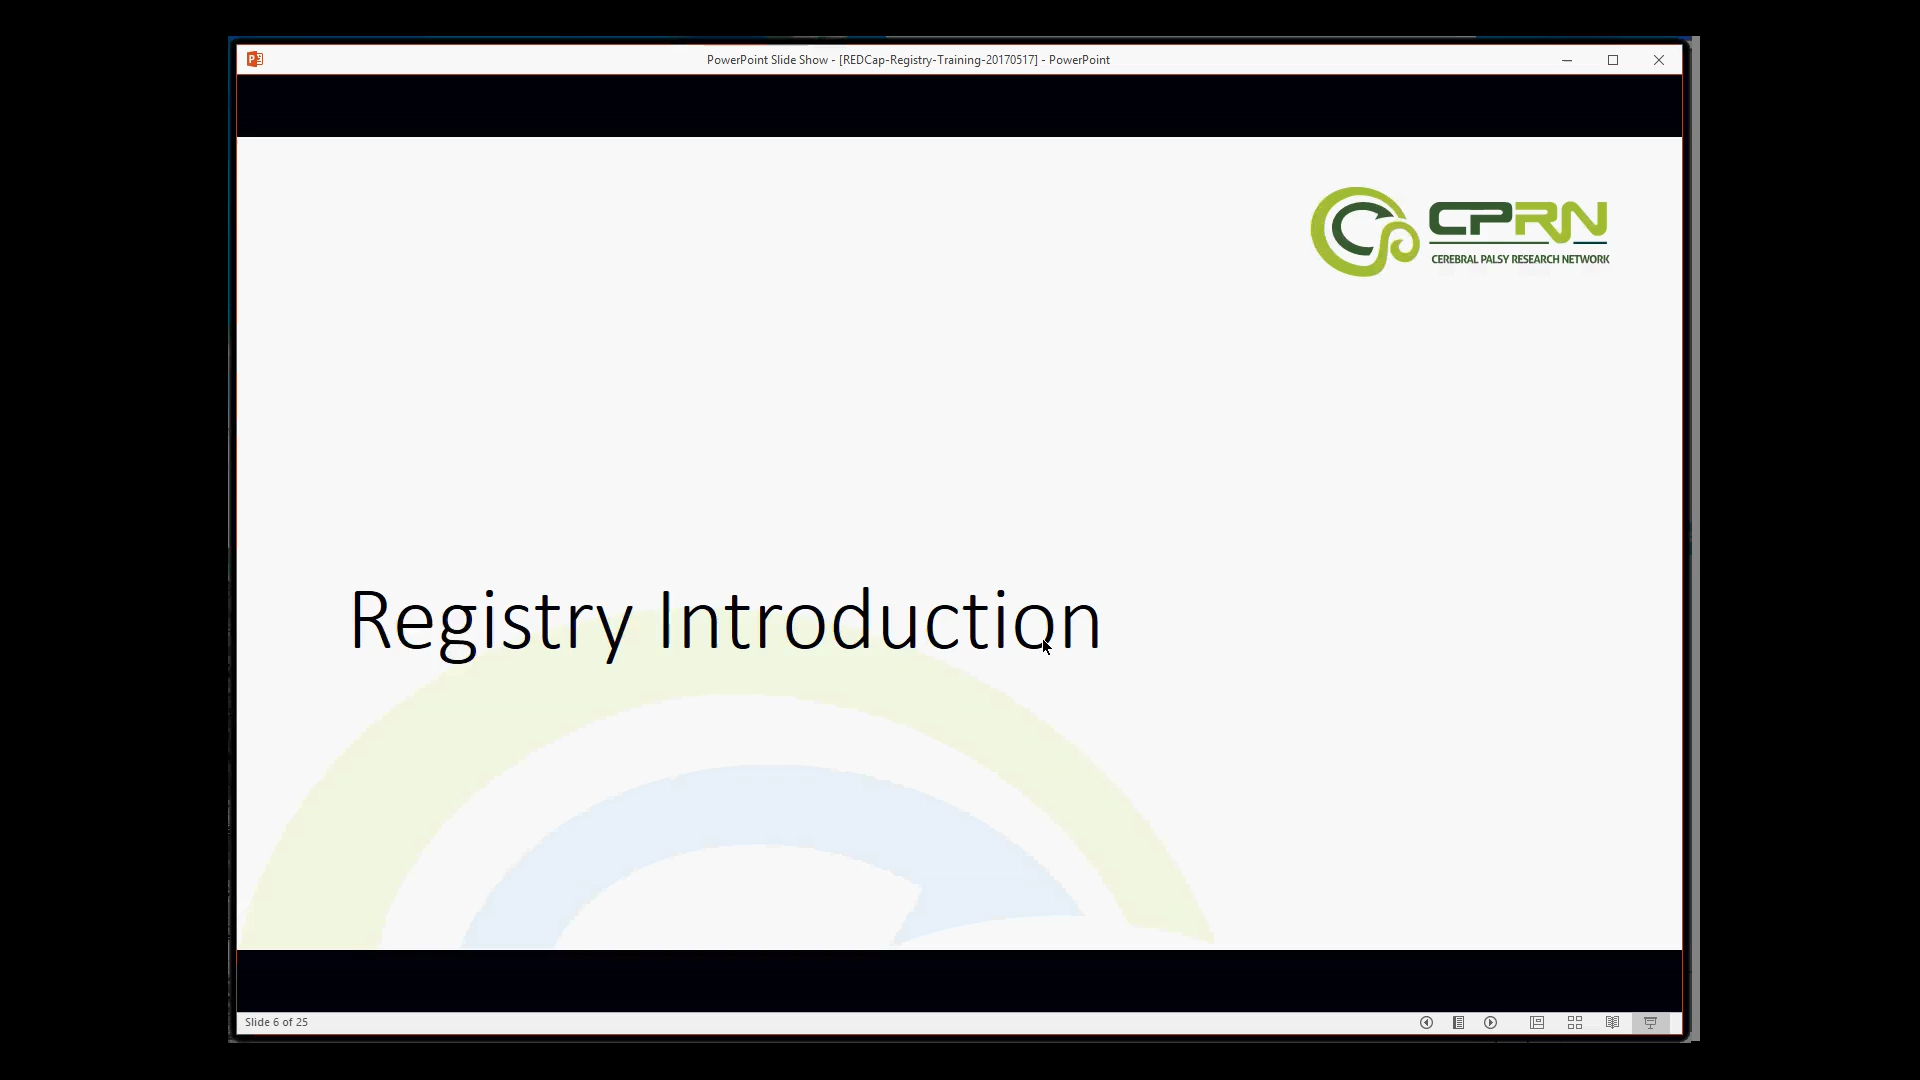 PowerPoint Slide Show - [REDCap-Registry-Training-20170517] - PowerPoint
CPRN
CEREBRAL PALSY RESEARCH NETWORK
Registry Introduction
Slide 6 of 25